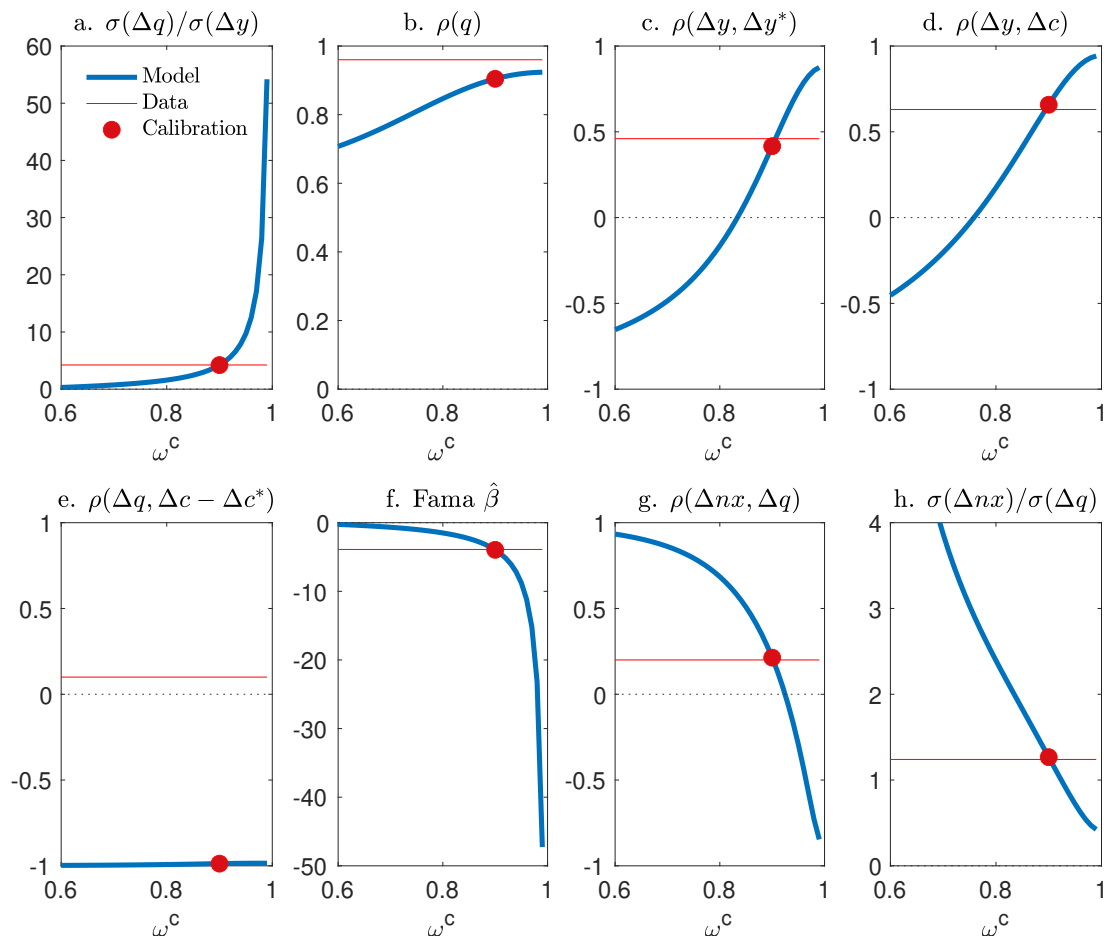 a. σ(Δq)/σ(Δy)
60
50
40
30
20
10
0
Model
Data
Calibration
0.6 0.8 1
ω^c
b. ρ(q)
1
0.8
0.6
0.4
0.2
0
0.6 0.8 1
ω^c
c. ρ(Δy, Δy*)
1
0.5
0
-0.5
-1
0.6 0.8 1
ω^c
d. ρ(Δy, Δc)
1
0.5
0
-0.5
-1
0.6 0.8 1
ω^c
e. ρ(Δq, Δc − Δc*)
1
0.5
0
-0.5
-1
0.6 0.8 1
ω^c
f. Fama β̂
0
-10
-20
-30
-40
-50
0.6 0.8 1
ω^c
g. ρ(Δnx, Δq)
1
0.5
0
-0.5
-1
0.6 0.8 1
ω^c
h. σ(Δnx)/σ(Δq)
4
3
2
1
0
0.6 0.8 1
ω^c